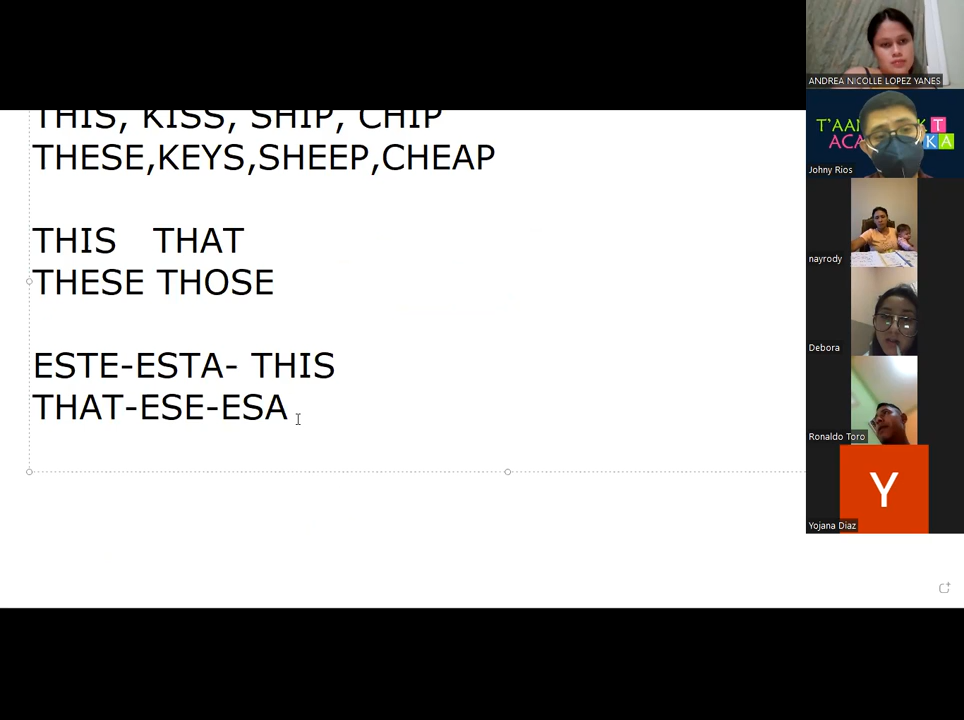 THIS, KISS, SHIP, CHIP
THESE,KEYS,SHEEP,CHEAP
THIS THAT
THESE THOSE
ESTE-ESTA- THIS
THAT-ESE-ESA
ANDREA NICOLLE LOPEZ YANES
Johny Rios
nayrody
Debora
Ronaldo Toro
Y
Yojana Diaz